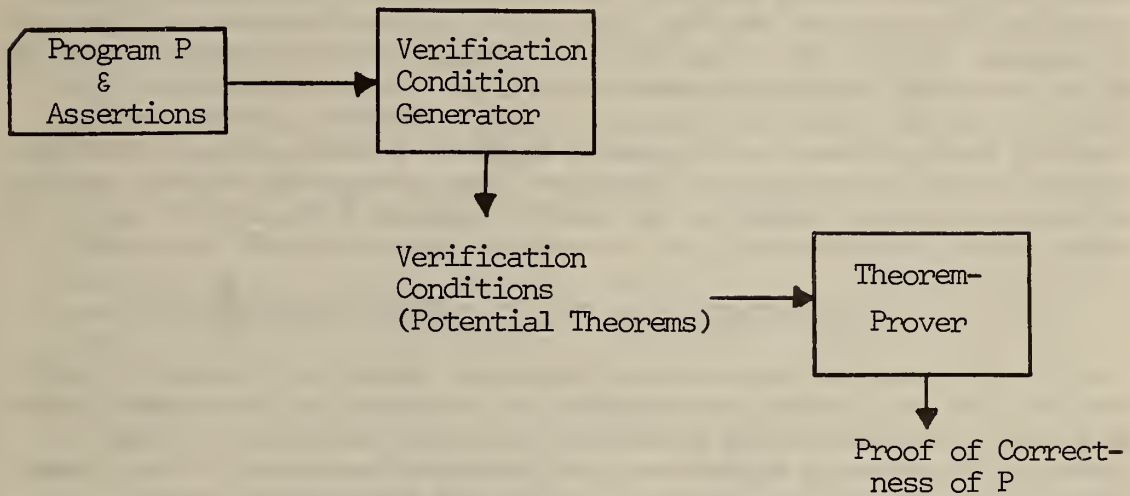 Program P
&
Assertions
Verification
Condition
Generator
Verification
Conditions
(Potential Theorems)
Theorem-
Prover
Proof of Correct-
ness of P